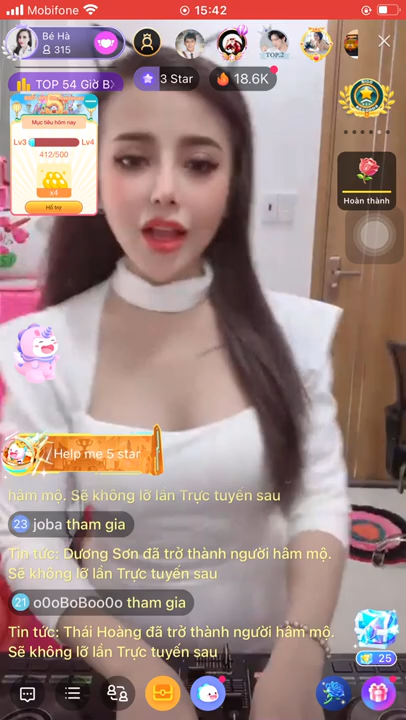 Mobifone
15:42
Bé Hà
315
TOP.2
TOP 54 Giờ B
3 Star
18.6K
Mục tiêu hôm nay
Lv3
Lv4
412/500
x4
Hỗ trợ
Hoàn thành
Help me 5 star
hâm mộ. Sẽ không lỡ lần Trực tuyến sau
23 joba tham gia
Tin tức: Dương Sơn đã trở thành người hâm mộ.
Sẽ không lỡ lần Trực tuyến sau
21 o0oBoBoo0o tham gia
Tin tức: Thái Hoàng đã trở thành người hâm mộ.
Sẽ không lỡ lần Trực tuyến sau
25